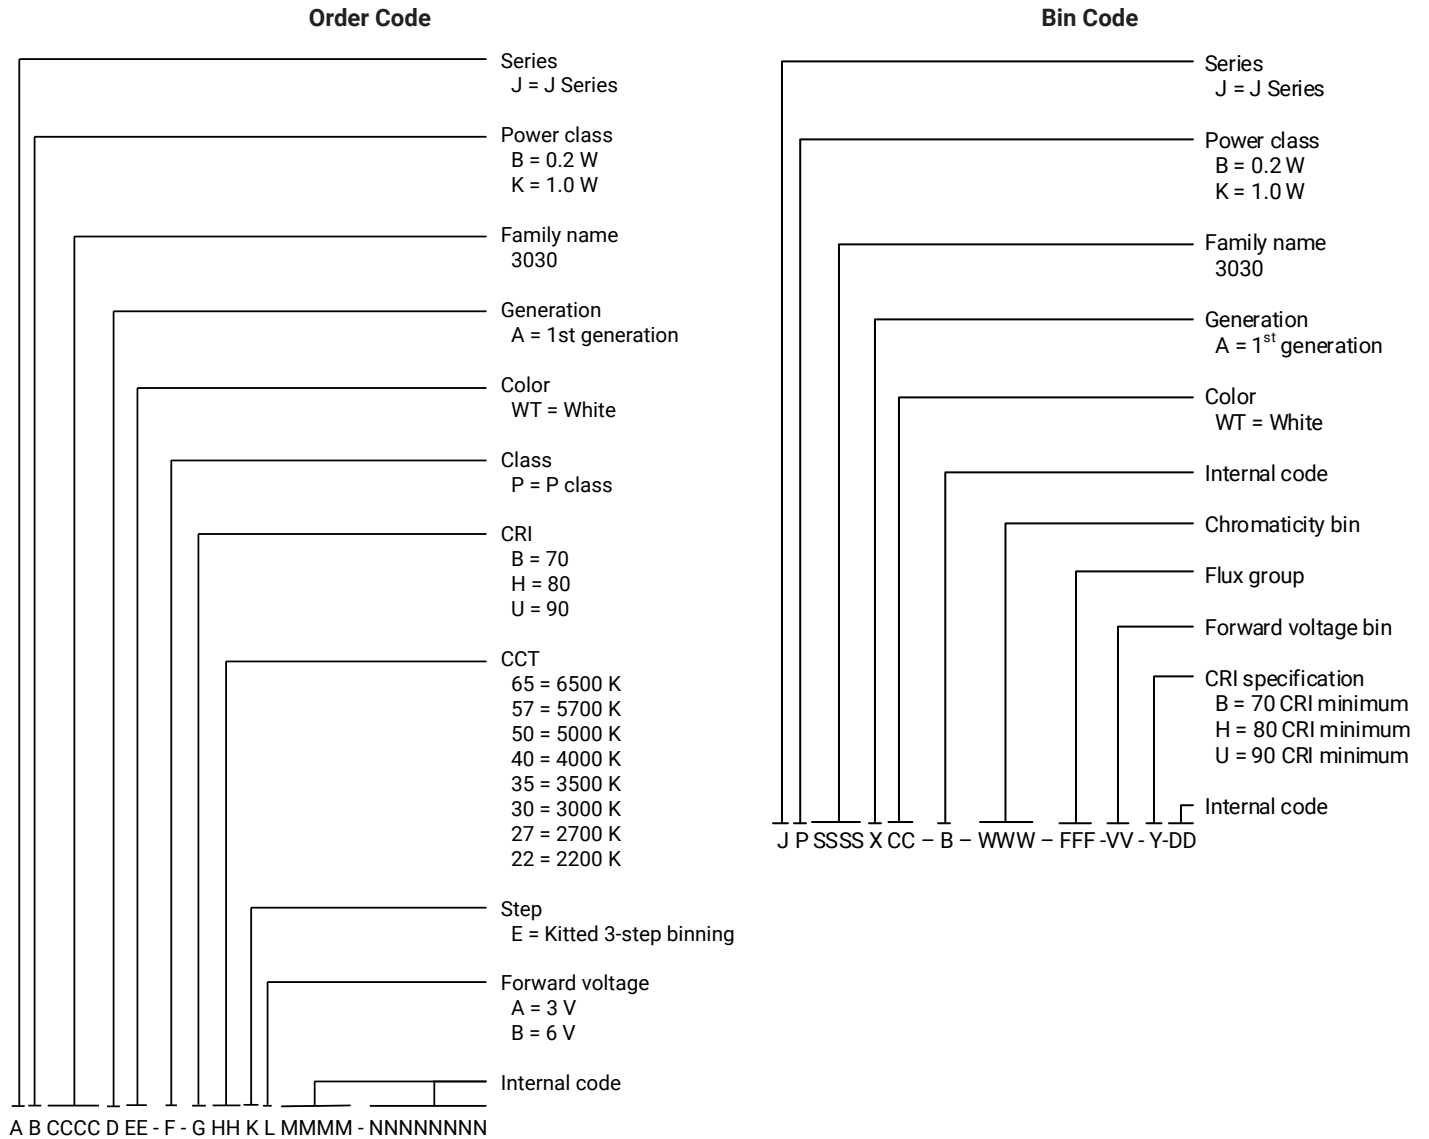 Order Code
Series
J = J Series
Power class
B = 0.2 W
K = 1.0 W
Family name
3030
Generation
A = 1st generation
Color
WT = White
Class
P = P class
CRI
B = 70
H = 80
U = 90
CCT
65 = 6500 K
57 = 5700 K
50 = 5000 K
40 = 4000 K
35 = 3500 K
30 = 3000 K
27 = 2700 K
22 = 2200 K
Step
E = Kitted 3-step binning
Forward voltage
A = 3 V
B = 6 V
Internal code
A B CCCC D EE - F - G HH K L MMMM - NNNNNNNN
Bin Code
Series
J = J Series
Power class
B = 0.2 W
K = 1.0 W
Family name
3030
Generation
A = 1st generation
Color
WT = White
Internal code
Chromaticity bin
Flux group
Forward voltage bin
CRI specification
B = 70 CRI minimum
H = 80 CRI minimum
U = 90 CRI minimum
Internal code
J P SSSS X CC – B – WWW – FFF -VV - Y-DD